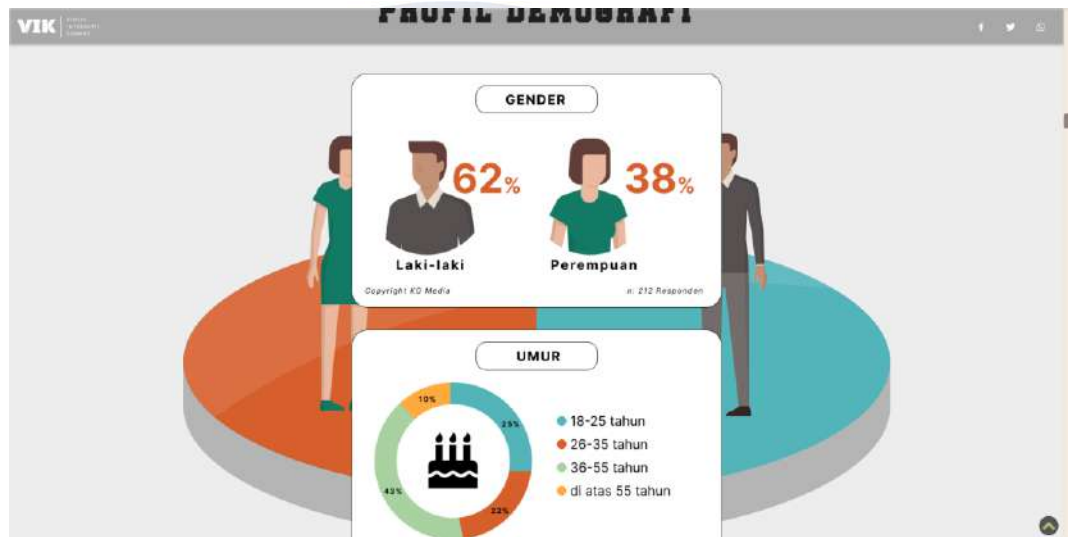 PROFIL DEMOGRAFI
VIK
GENDER
62%
38%
Laki-laki
Perempuan
Copyright KG Media
n: 212 Responden
UMUR
10%
25%
18-25 tahun
26-35 tahun
36-55 tahun
di atas 55 tahun
43%
22%